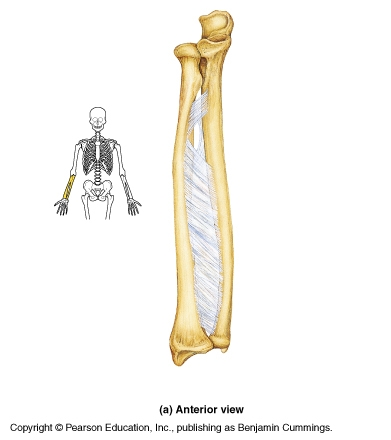 (a) Anterior view
Copyright © Pearson Education, Inc., publishing as Benjamin Cummings.